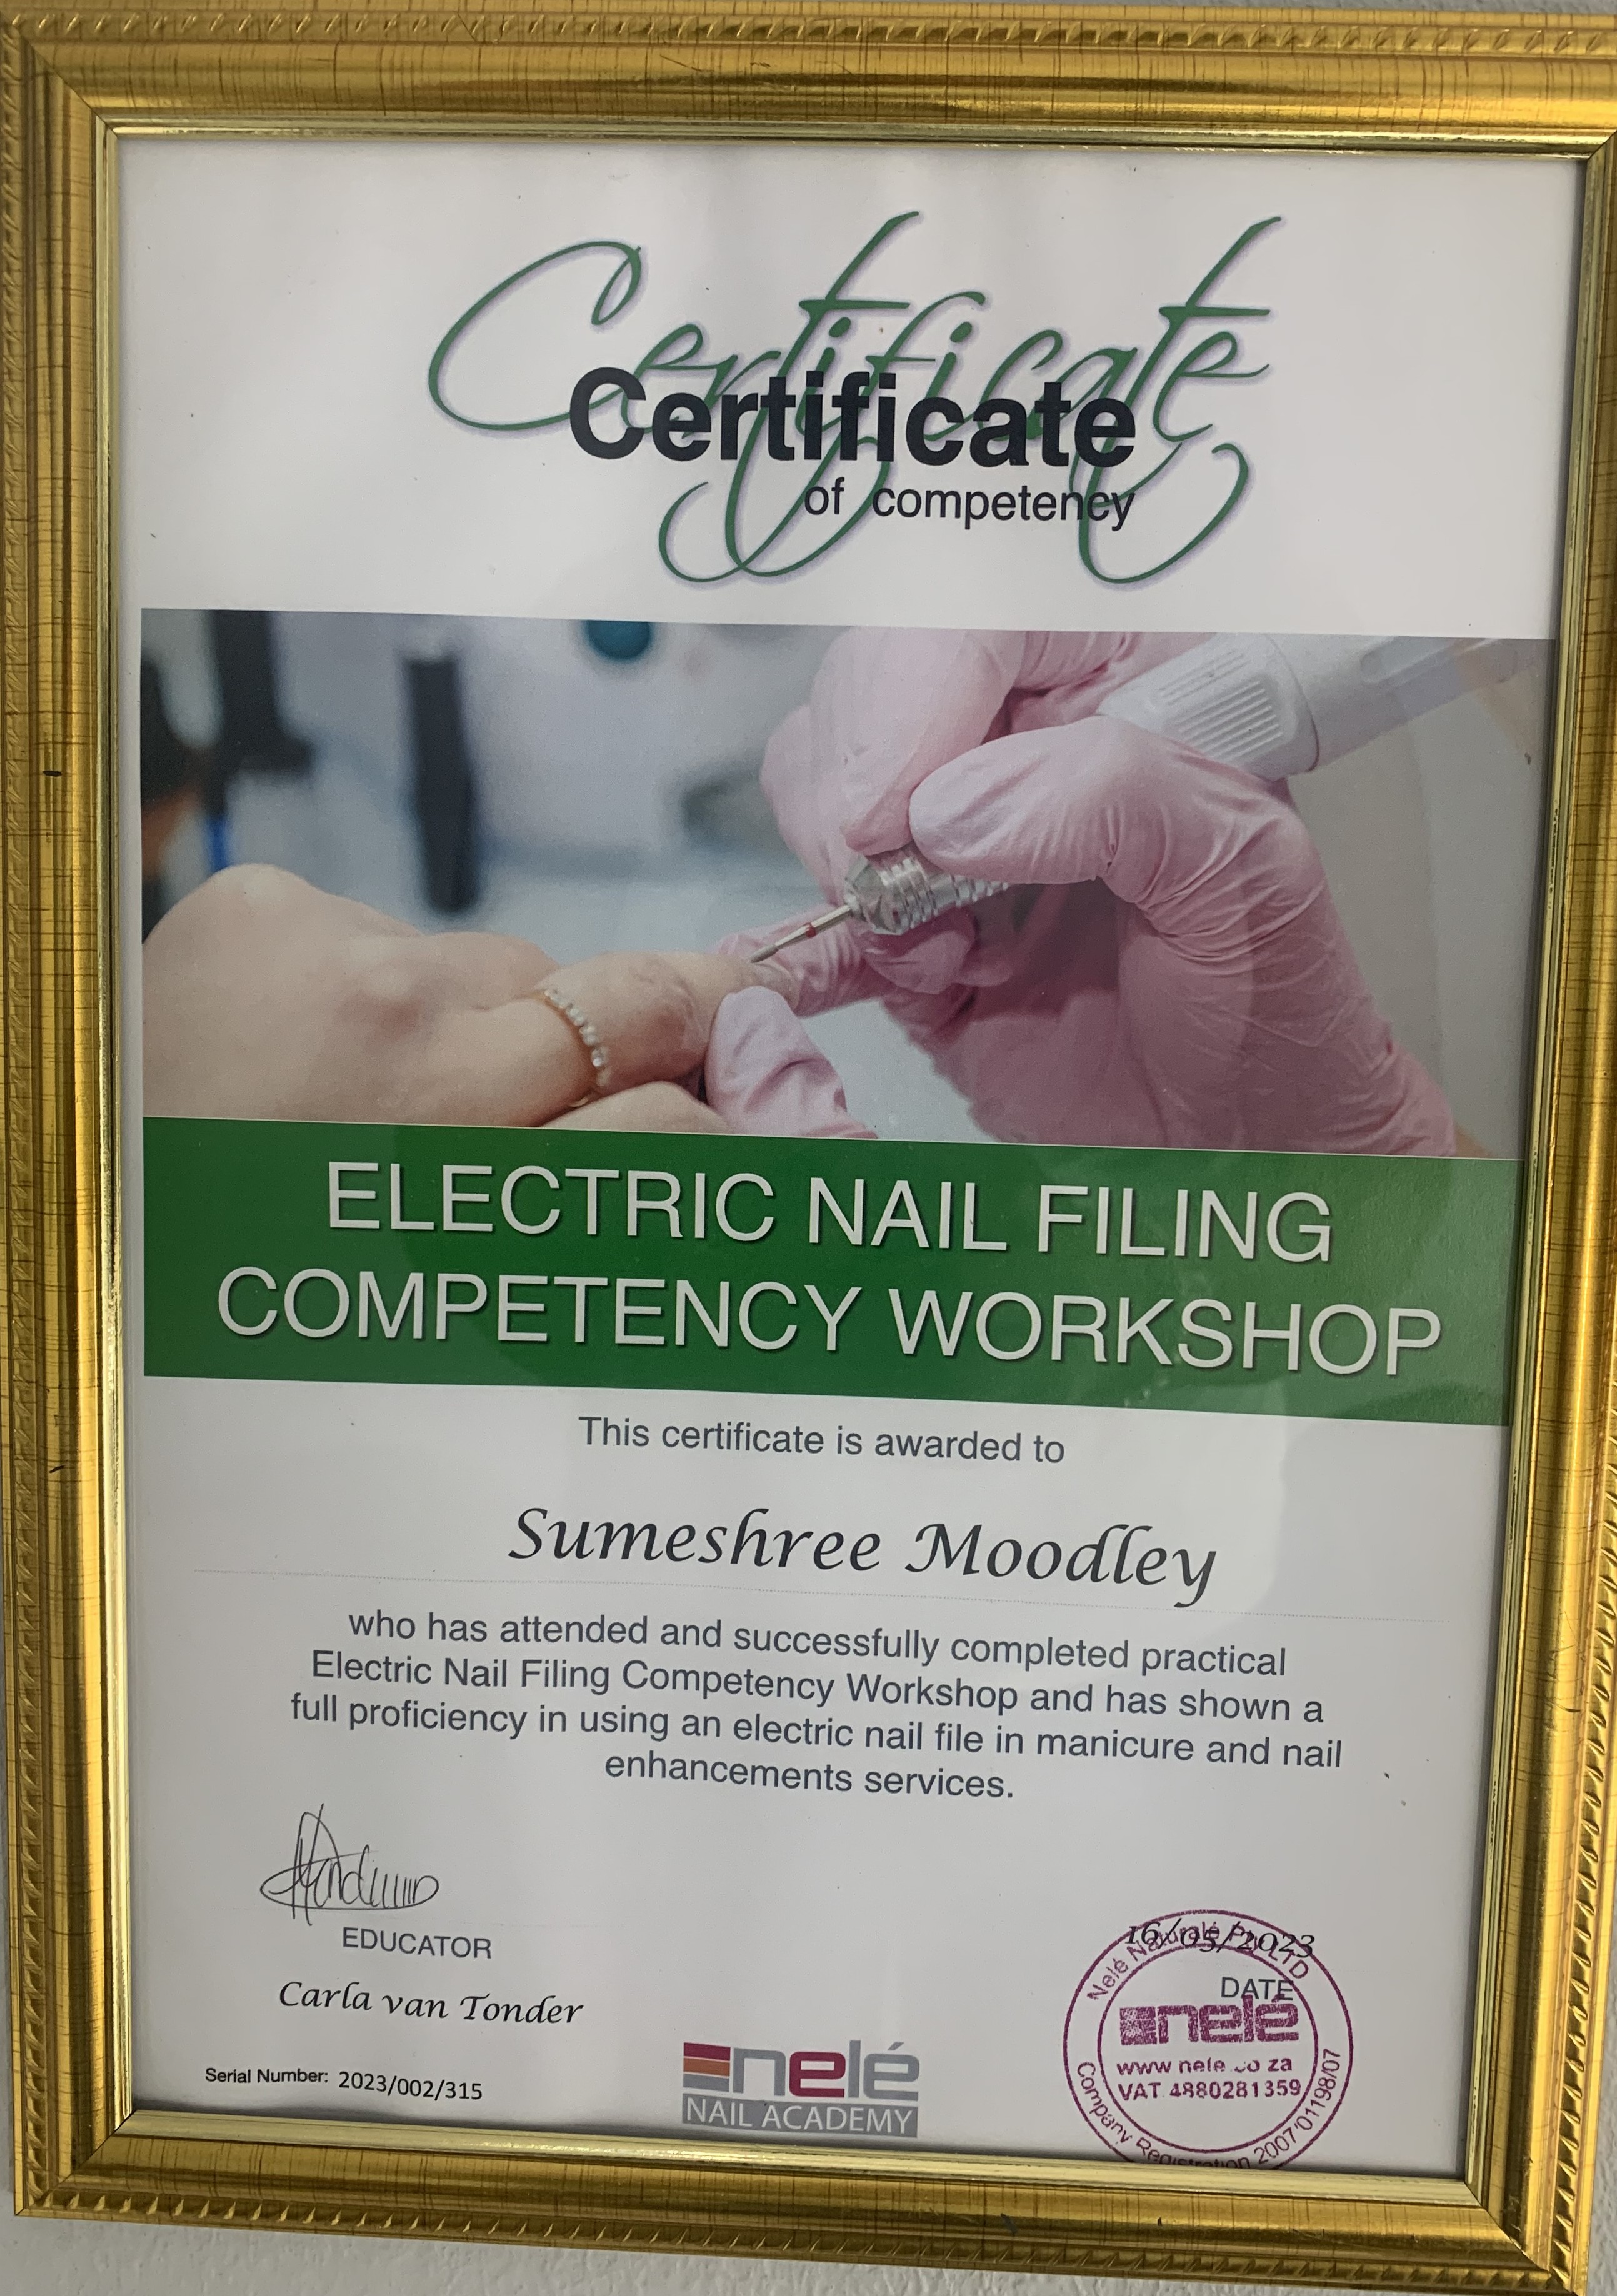 Certificate
Certificate
of competency
ELECTRIC NAIL FILING
COMPETENCY WORKSHOP
This certificate is awarded to
Sumeshree Moodley
who has attended and successfully completed practical
Electric Nail Filing Competency Workshop and has shown a
full proficiency in using an electric nail file in manicure and nail
enhancements services.
EDUCATOR
Carla van Tonder
Serial Number: 2023/002/315
nelé
NAIL ACADEMY
16/05/2023
DATE
Nelé Naturalé Pty LTD
nelé
www nele.co za
VAT 4880281359
Company Registration 2007/01198/07